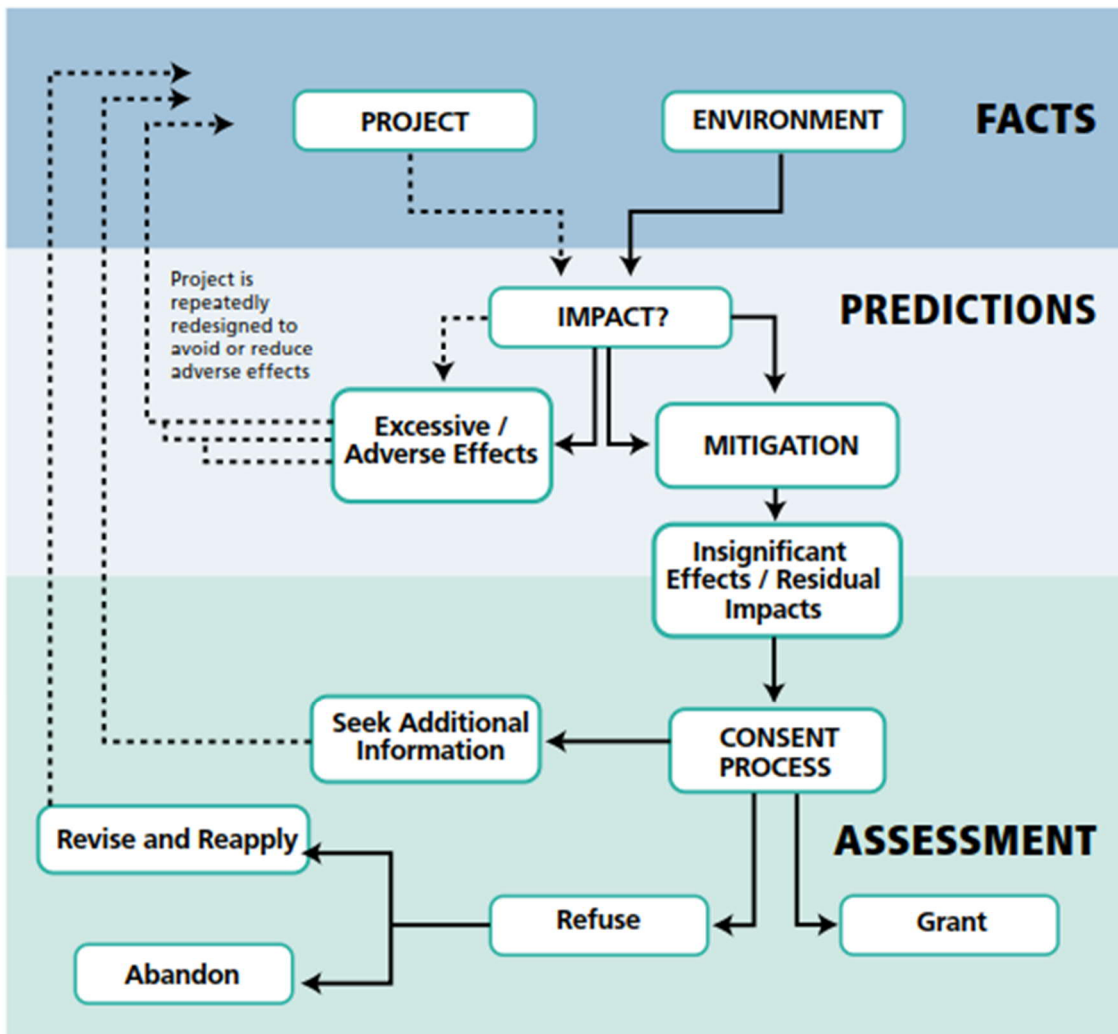 PROJECT
ENVIRONMENT
FACTS
Project is
repeatedly
redesigned to
avoid or reduce
adverse effects
IMPACT?
PREDICTIONS
Excessive /
Adverse Effects
MITIGATION
Insignificant
Effects / Residual
Impacts
Seek Additional
Information
CONSENT
PROCESS
Revise and Reapply
ASSESSMENT
Refuse
Grant
Abandon